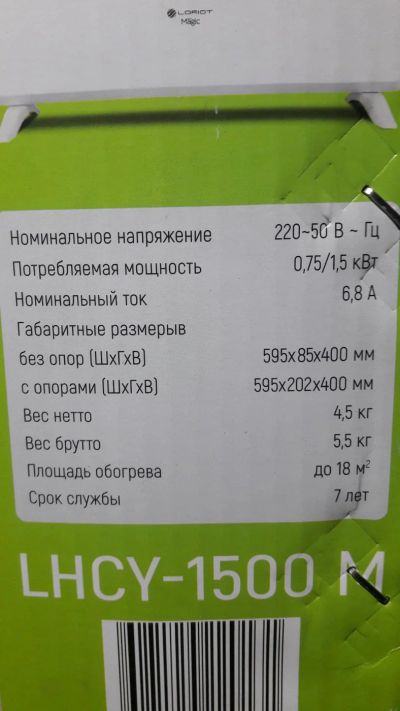 LORIOT
Magic
Номинальное напряжение 220~50 В ~ Гц
Потребляемая мощность 0,75/1,5 кВт
Номинальный ток 6,8 А
Габаритные размерыв
без опор (ШхГхВ) 595х85х400 мм
с опорами (ШхГхВ) 595х202х400 мм
Вес нетто 4,5 кг
Вес брутто 5,5 кг
Площадь обогрева до 18 м²
Срок службы 7 лет
LHCY-1500 M